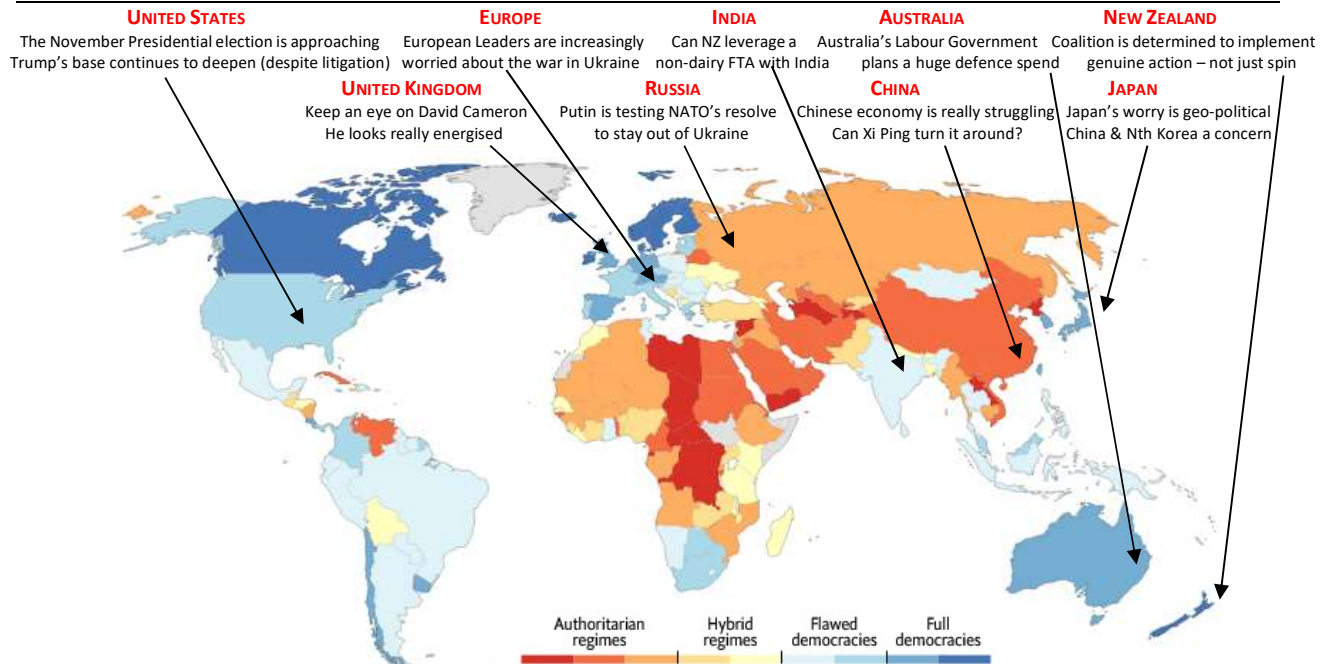 UNITED STATES
The November Presidential election is approaching
Trump's base continues to deepen (despite litigation)
EUROPE
European Leaders are increasingly
worried about the war in Ukraine
INDIA
Can NZ leverage a
non-dairy FTA with India
AUSTRALIA
Australia's Labour Government
plans a huge defence spend
NEW ZEALAND
Coalition is determined to implement
genuine action – not just spin
UNITED KINGDOM
Keep an eye on David Cameron
He looks really energised
RUSSIA
Putin is testing NATO's resolve
to stay out of Ukraine
CHINA
Chinese economy is really struggling
Can Xi Ping turn it around?
JAPAN
Japan's worry is geo-political
China & Nth Korea a concern
Authoritarian
regimes
Hybrid
regimes
Flawed
democracies
Full
democracies